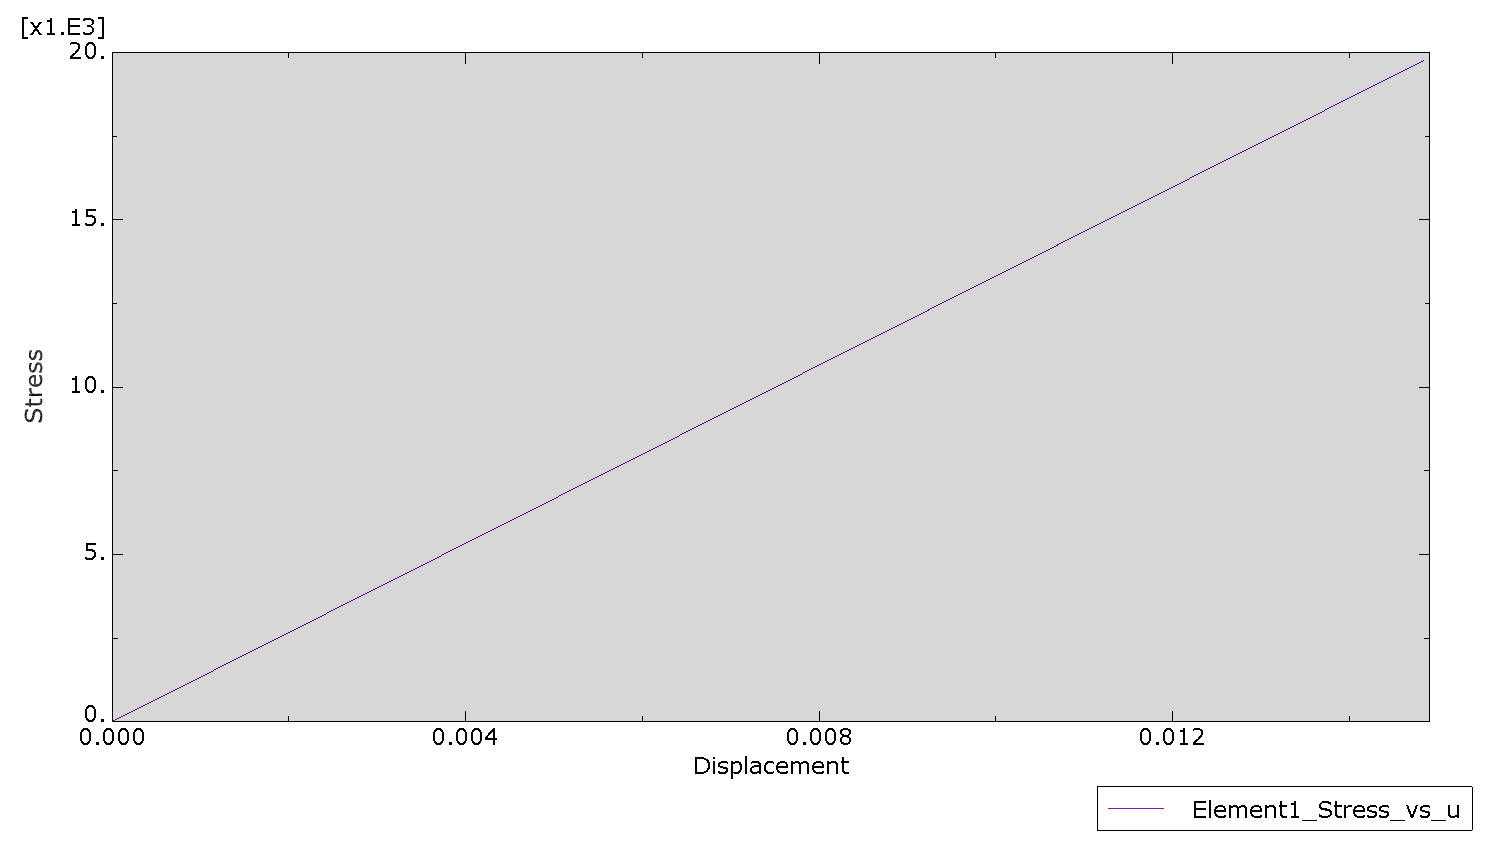 [x1.E3]
20.
15.
10.
5.
0.
Stress
0.000 0.004 0.008 0.012
Displacement
Element1_Stress_vs_u